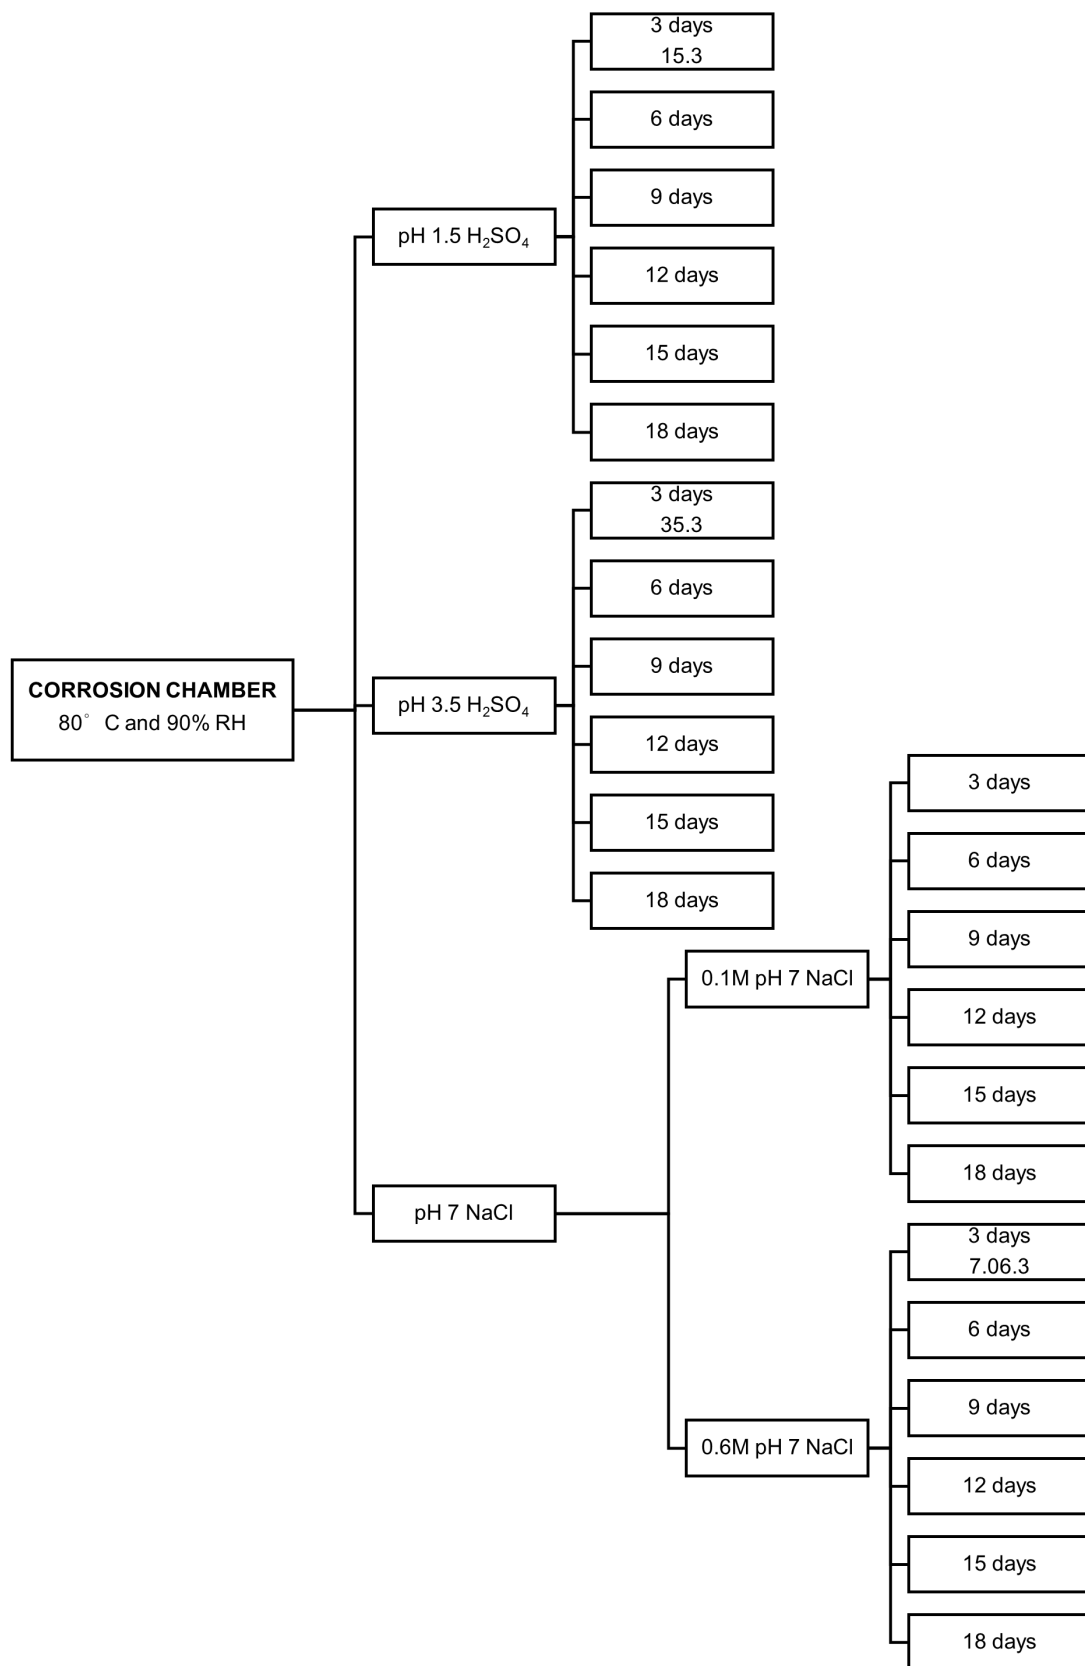 CORROSION CHAMBER
80° C and 90% RH
pH 1.5 H₂SO₄
3 days
15.3
6 days
9 days
12 days
15 days
18 days
pH 3.5 H₂SO₄
3 days
35.3
6 days
9 days
12 days
15 days
18 days
pH 7 NaCl
0.1M pH 7 NaCl
3 days
6 days
9 days
12 days
15 days
18 days
0.6M pH 7 NaCl
3 days
7.06.3
6 days
9 days
12 days
15 days
18 days